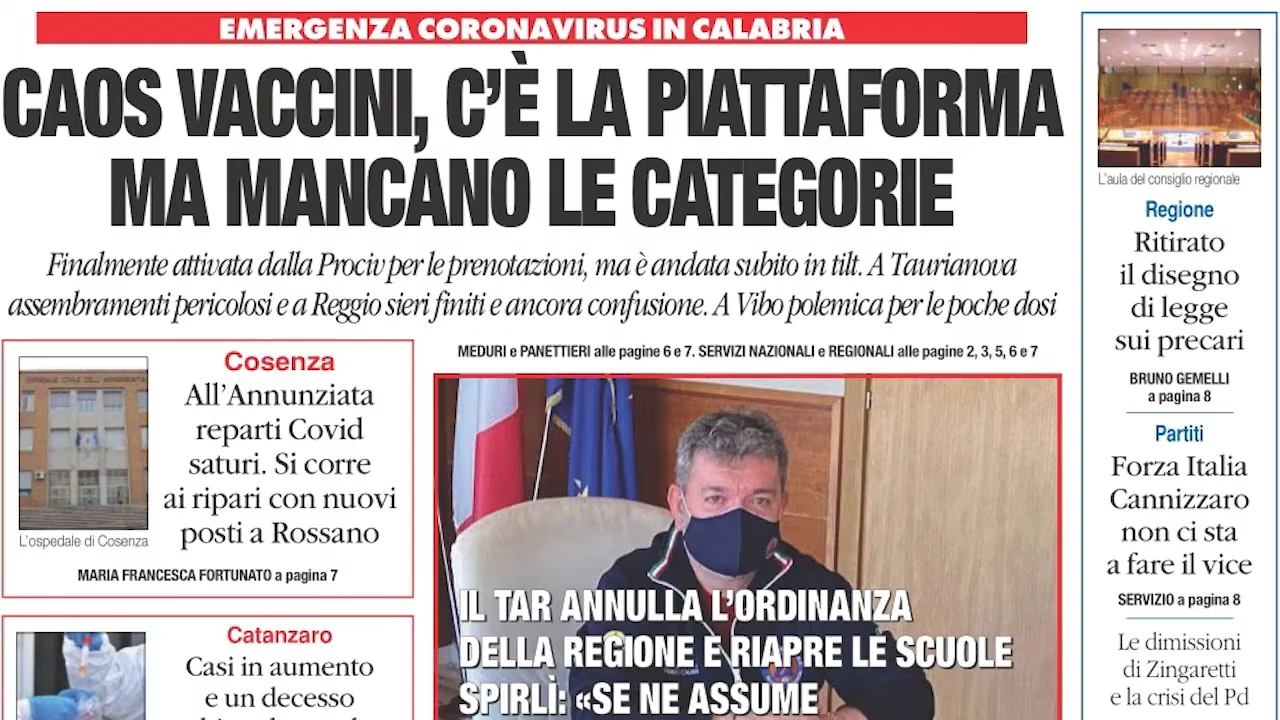 EMERGENZA CORONAVIRUS IN CALABRIA
CAOS VACCINI, C'È LA PIATTAFORMA
MA MANCANO LE CATEGORIE
Finalmente attivata dalla Prociv per le prenotazioni, ma è andata subito in tilt. A Taurianova
assembramenti pericolosi e a Reggio sieri finiti e ancora confusione. A Vibo polemica per le poche dosi
MEDURI e PANETTIERI alle pagine 6 e 7. SERVIZI NAZIONALI e REGIONALI alle pagine 2, 3, 5, 6 e 7
Cosenza
All'Annunziata
reparti Covid
saturi. Si corre
ai ripari con nuovi
posti a Rossano
L'ospedale di Cosenza
MARIA FRANCESCA FORTUNATO a pagina 7
Catanzaro
Casi in aumento
e un decesso
IL TAR ANNULLA L'ORDINANZA
DELLA REGIONE E RIAPRE LE SCUOLE
SPIRLÌ: «SE NE ASSUME
L'aula del consiglio regionale
Regione
Ritirato
il disegno
di legge
sui precari
BRUNO GEMELLI
a pagina 8
Partiti
Forza Italia
Cannizzaro
non ci sta
a fare il vice
SERVIZIO a pagina 8
Le dimissioni
di Zingaretti
e la crisi del Pd